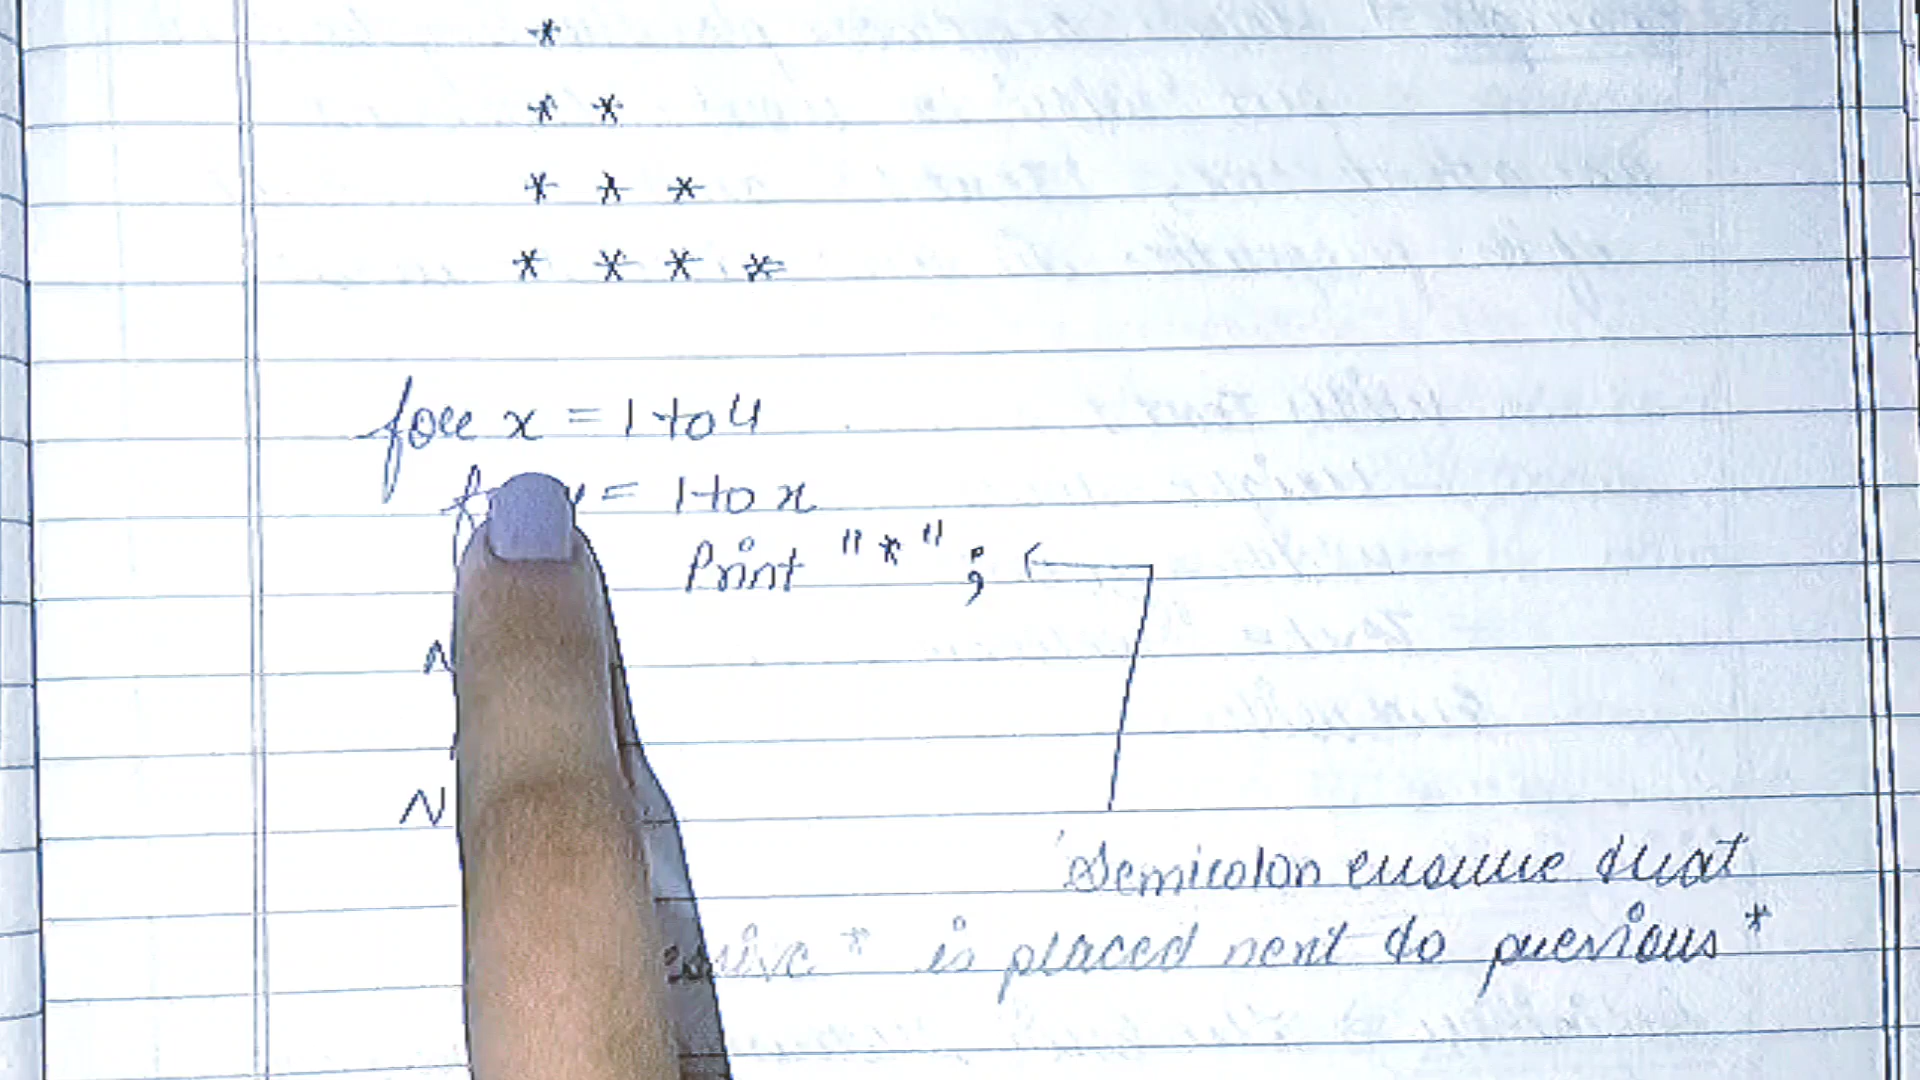 *
* *
* * *
* * * *
for x = 1 to 4
= 1 to x
Print "*" ;
N
N
Semicolon ensure that
* is placed next to previous *